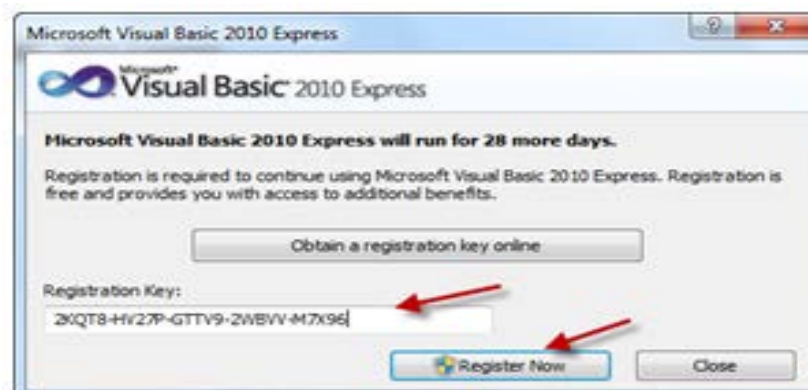 Microsoft Visual Basic 2010 Express
Microsoft®
Visual Basic® 2010 Express
Microsoft Visual Basic 2010 Express will run for 28 more days.
Registration is required to continue using Microsoft Visual Basic 2010 Express. Registration is
free and provides you with access to additional benefits.
Obtain a registration key online
Registration Key:
2KQT8-HV27P-GTTV9-2WBVV-M7X96
Register Now
Close